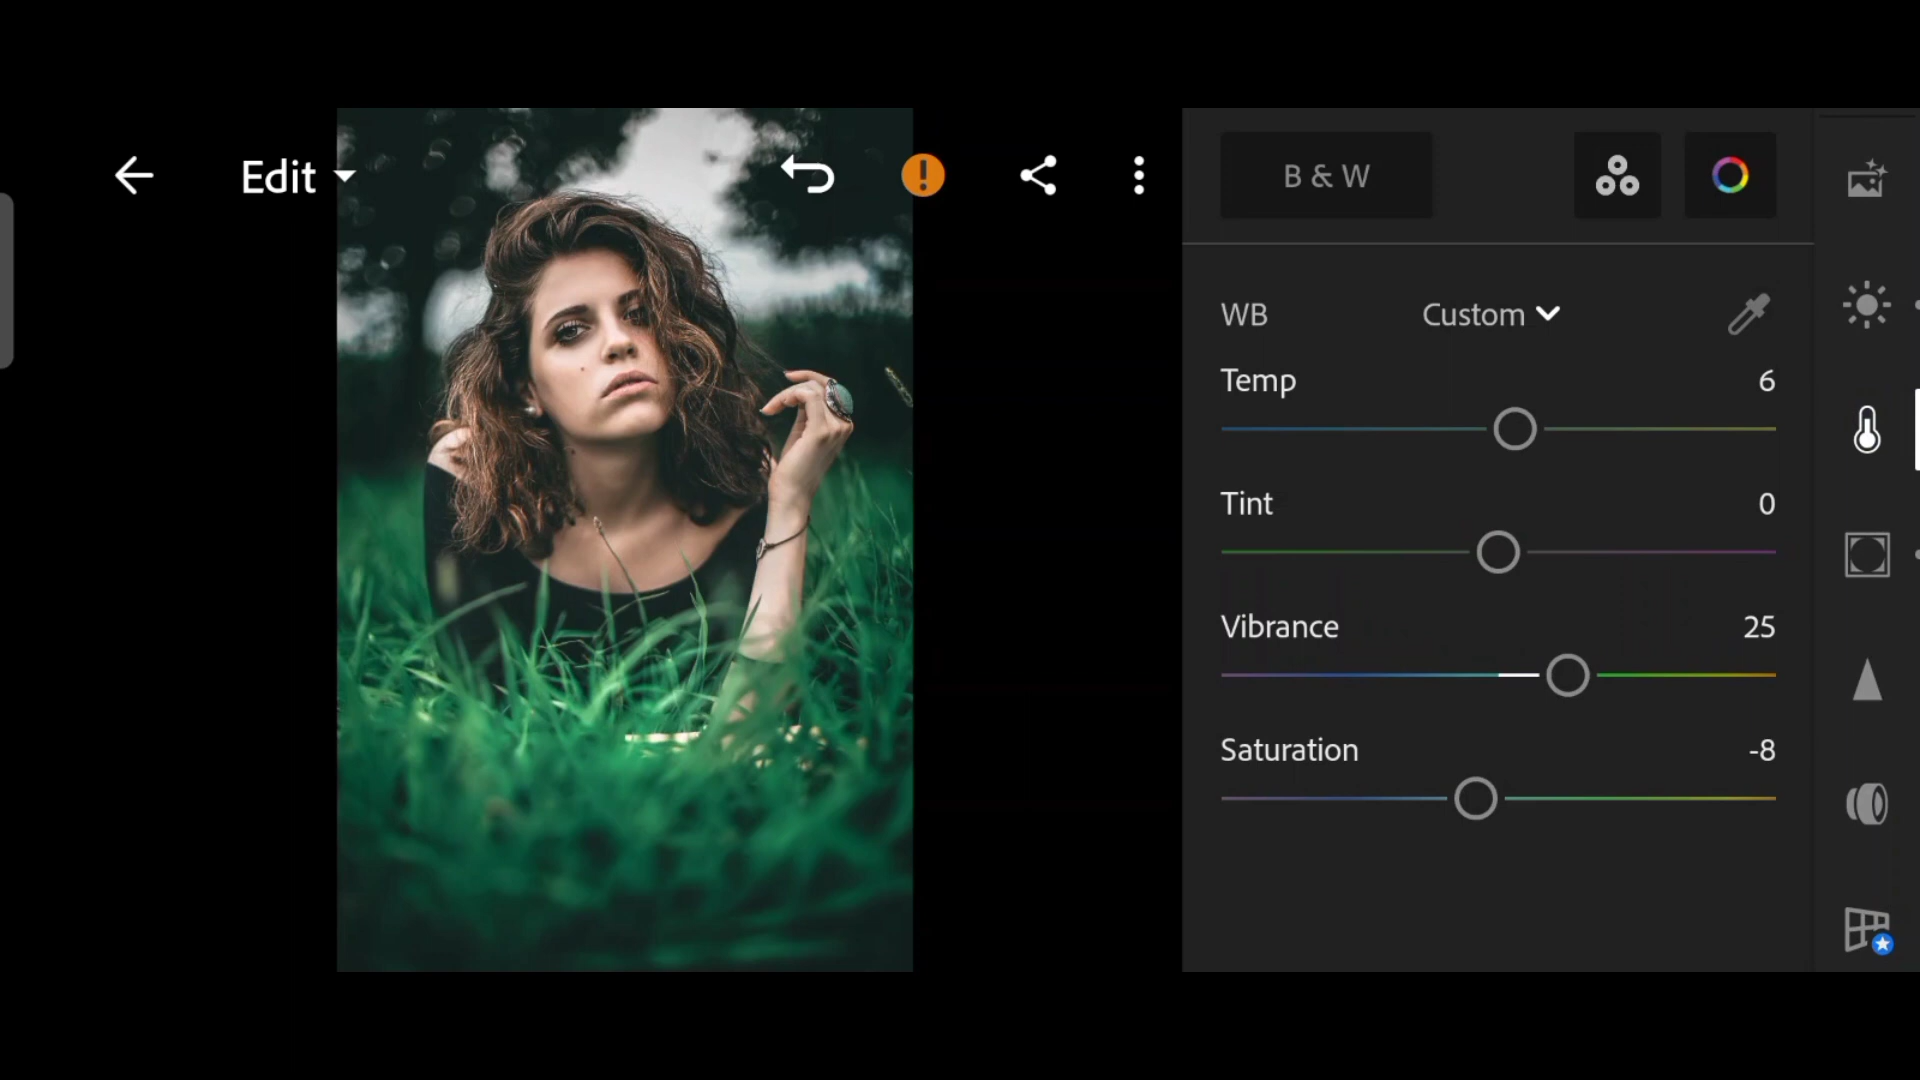 Edit
B & W
WB Custom
Temp 6
Tint 0
Vibrance 25
Saturation -8